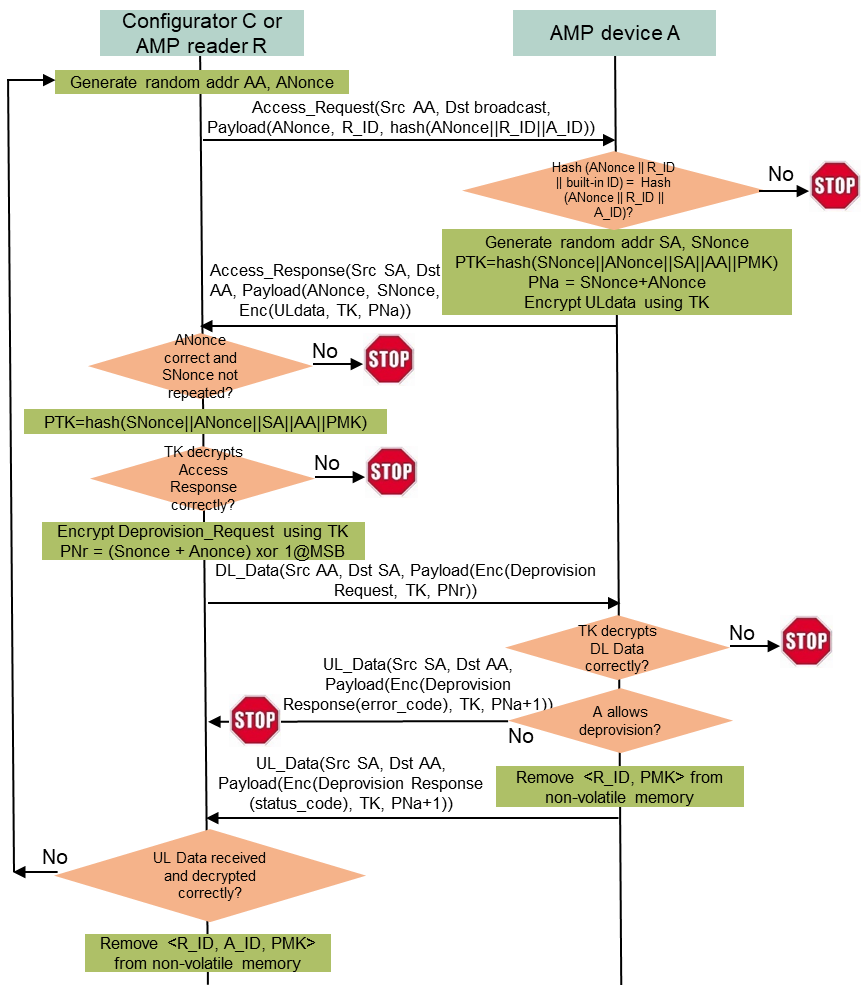 Configurator C or
AMP reader R
AMP device A
Generate random addr AA, ANonce
Access_Request(Src AA, Dst broadcast,
Payload(ANonce, R_ID, hash(ANonce||R_ID||A_ID))
Hash (ANonce || R_ID
|| built-in ID) = Hash
(ANonce || R_ID ||
A_ID)?
No
STOP
Generate random addr SA, SNonce
PTK=hash(SNonce||ANonce||SA||AA||PMK)
PNa = SNonce+ANonce
Encrypt ULdata using TK
Access_Response(Src SA, Dst
AA, Payload(ANonce, SNonce,
Enc(ULdata, TK, PNa))
ANonce
correct and
SNonce not
repeated?
No
STOP
PTK=hash(SNonce||ANonce||SA||AA||PMK)
TK decrypts
Access
Response
correctly?
No
STOP
Encrypt Deprovision_Request using TK
PNr = (Snonce + Anonce) xor 1@MSB
DL_Data(Src AA, Dst SA, Payload(Enc(Deprovision
Request, TK, PNr))
TK decrypts
DL Data
correctly?
No
STOP
UL_Data(Src SA, Dst AA,
Payload(Enc(Deprovision
Response(error_code), TK, PNa+1))
STOP
A allows
deprovision?
No
UL_Data(Src SA, Dst AA,
Payload(Enc(Deprovision Response
(status_code), TK, PNa+1))
Remove <R_ID, PMK> from
non-volatile memory
UL Data received
and decrypted
correctly?
No
Remove <R_ID, A_ID, PMK>
from non-volatile memory